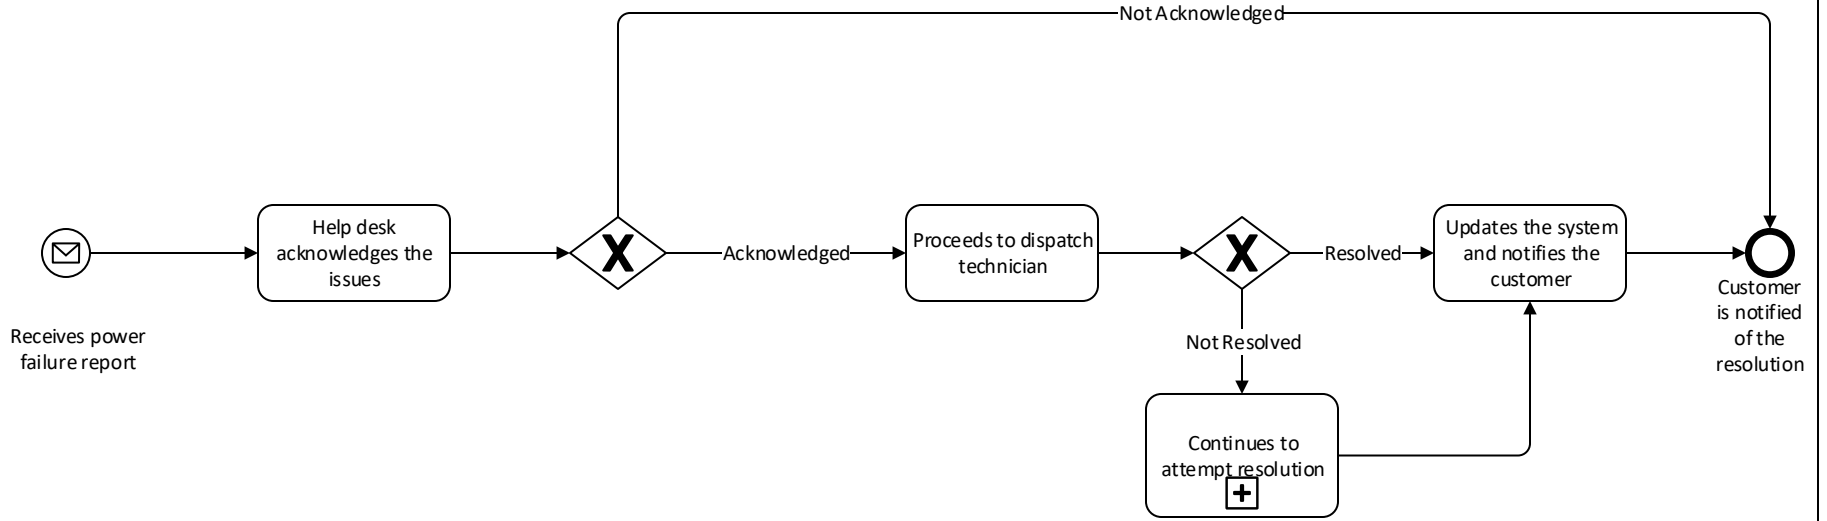 Not Acknowledged
Receives power
failure report
Help desk
acknowledges the
issues
X
Acknowledged
Proceeds to dispatch
technician
X
Resolved
Not Resolved
Continues to
attempt resolution
Updates the system
and notifies the
customer
Customer
is notified
of the
resolution